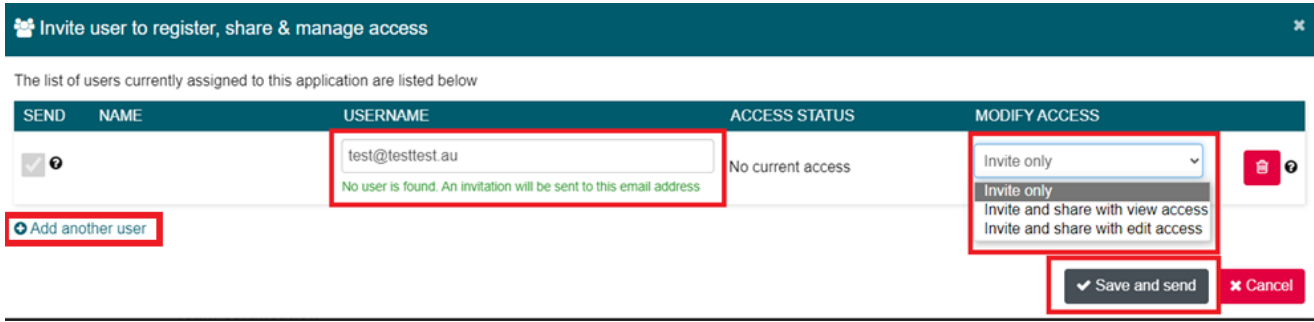 Invite user to register, share & manage access
The list of users currently assigned to this application are listed below
SEND NAME USERNAME ACCESS STATUS MODIFY ACCESS
test@testtest.au
No user is found. An invitation will be sent to this email address
No current access
Invite only
Invite only
Invite and share with view access
Invite and share with edit access
Add another user
Save and send
Cancel